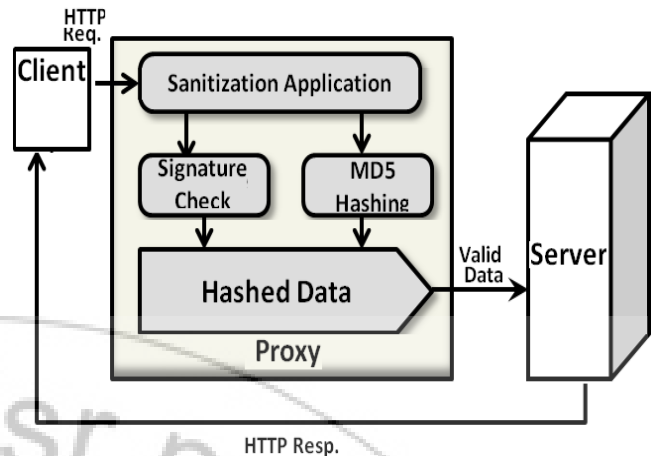 HTTP
Req.
Client
Sanitization Application
Signature
Check
MD5
Hashing
Hashed Data
Valid
Data
Server
Proxy
HTTP Resp.